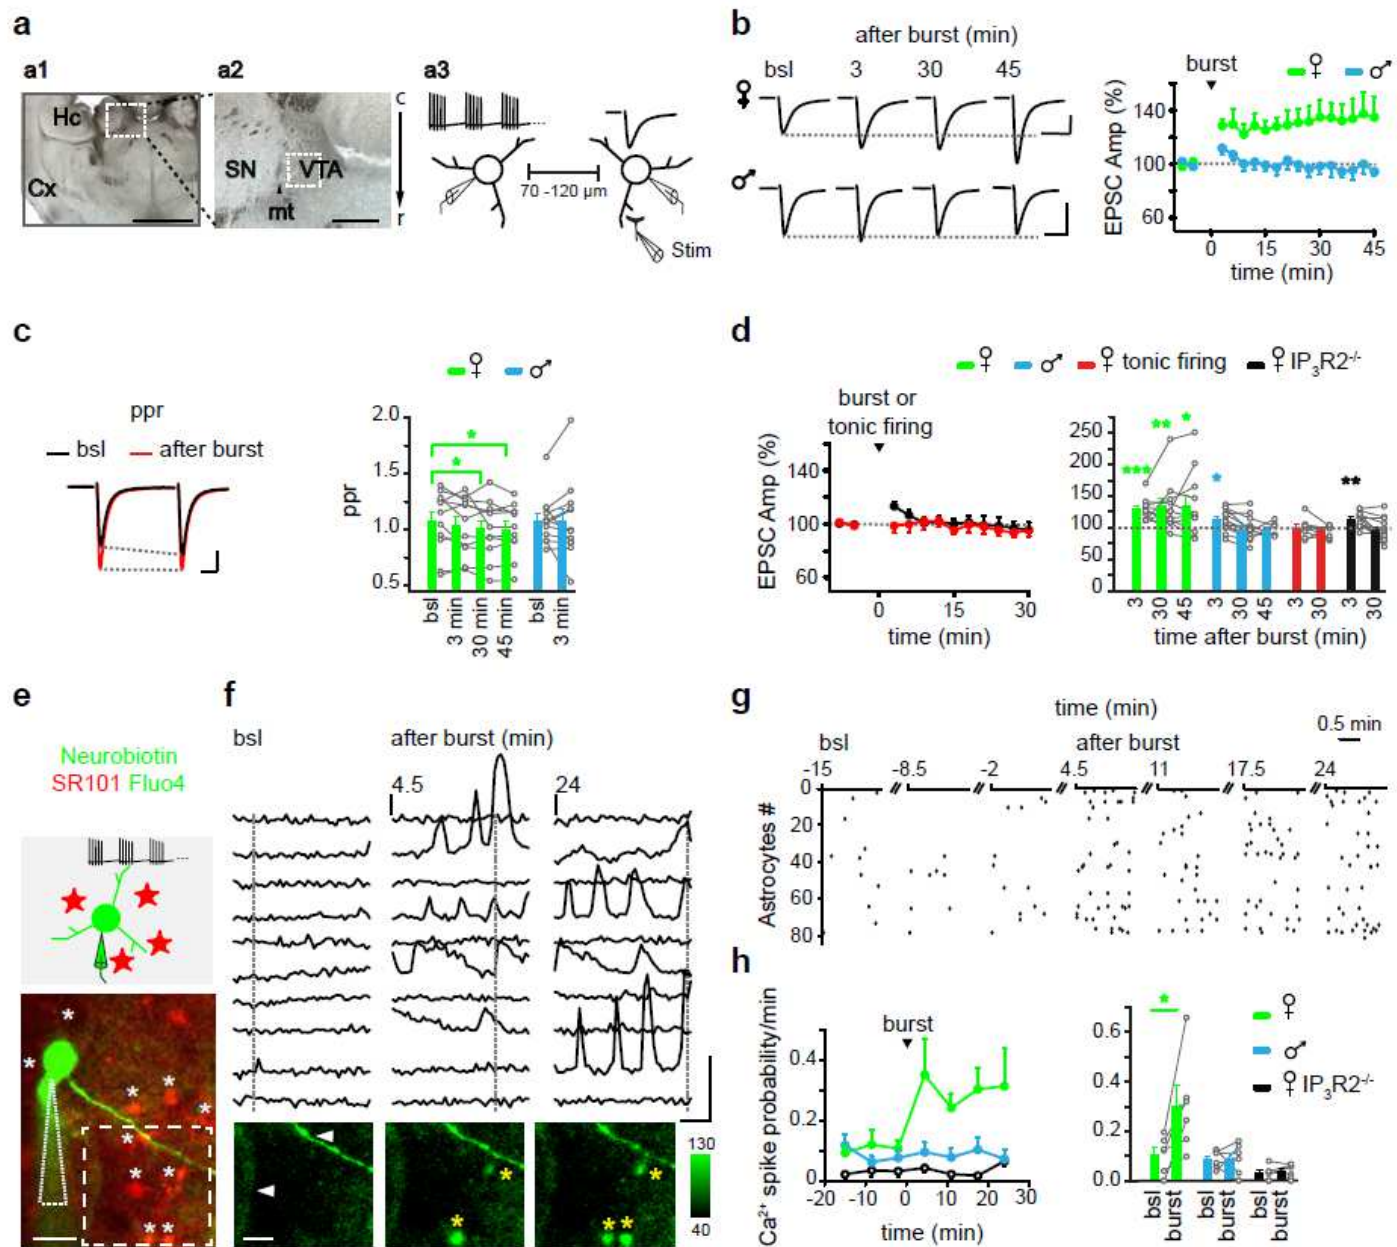 a
a1
a2
a3
Hc
Cx
SN
VTA
mt
c
r
70 -120 µm
Stim
b
after burst (min)
bsl 3 30 45
♀
♂
burst
♀ ♂
EPSC Amp (%)
140
100
60
0 15 30 45
time (min)
c
♀ ♂
ppr
bsl after burst
ppr
2.0
1.5
1.0
0.5
* *
bsl 3 min 30 min 45 min bsl 3 min
d
♀ ♂ ♀ tonic firing ♀ IP₃R2⁻/⁻
burst or
tonic firing
EPSC Amp (%)
140
100
60
0 15 30
time (min)
250
200
150
100
50
0
*** ** * * **
3 30 45 3 30 45 3 30 3 30
time after burst (min)
e
Neurobiotin
SR101 Fluo4
f
bsl after burst (min)
4.5 24
130
40
g
time (min)
0.5 min
bsl after burst
-15 -8.5 -2 4.5 11 17.5 24
Astrocytes #
0
20
40
60
80
h
Ca²⁺ spike probability/min
burst
0.4
0.2
0
-20 -10 0 10 20 30
time (min)
0.6
0.4
0.2
0.0
*
bsl burst bsl burst bsl burst
♀
♂
♀ IP₃R2⁻/⁻